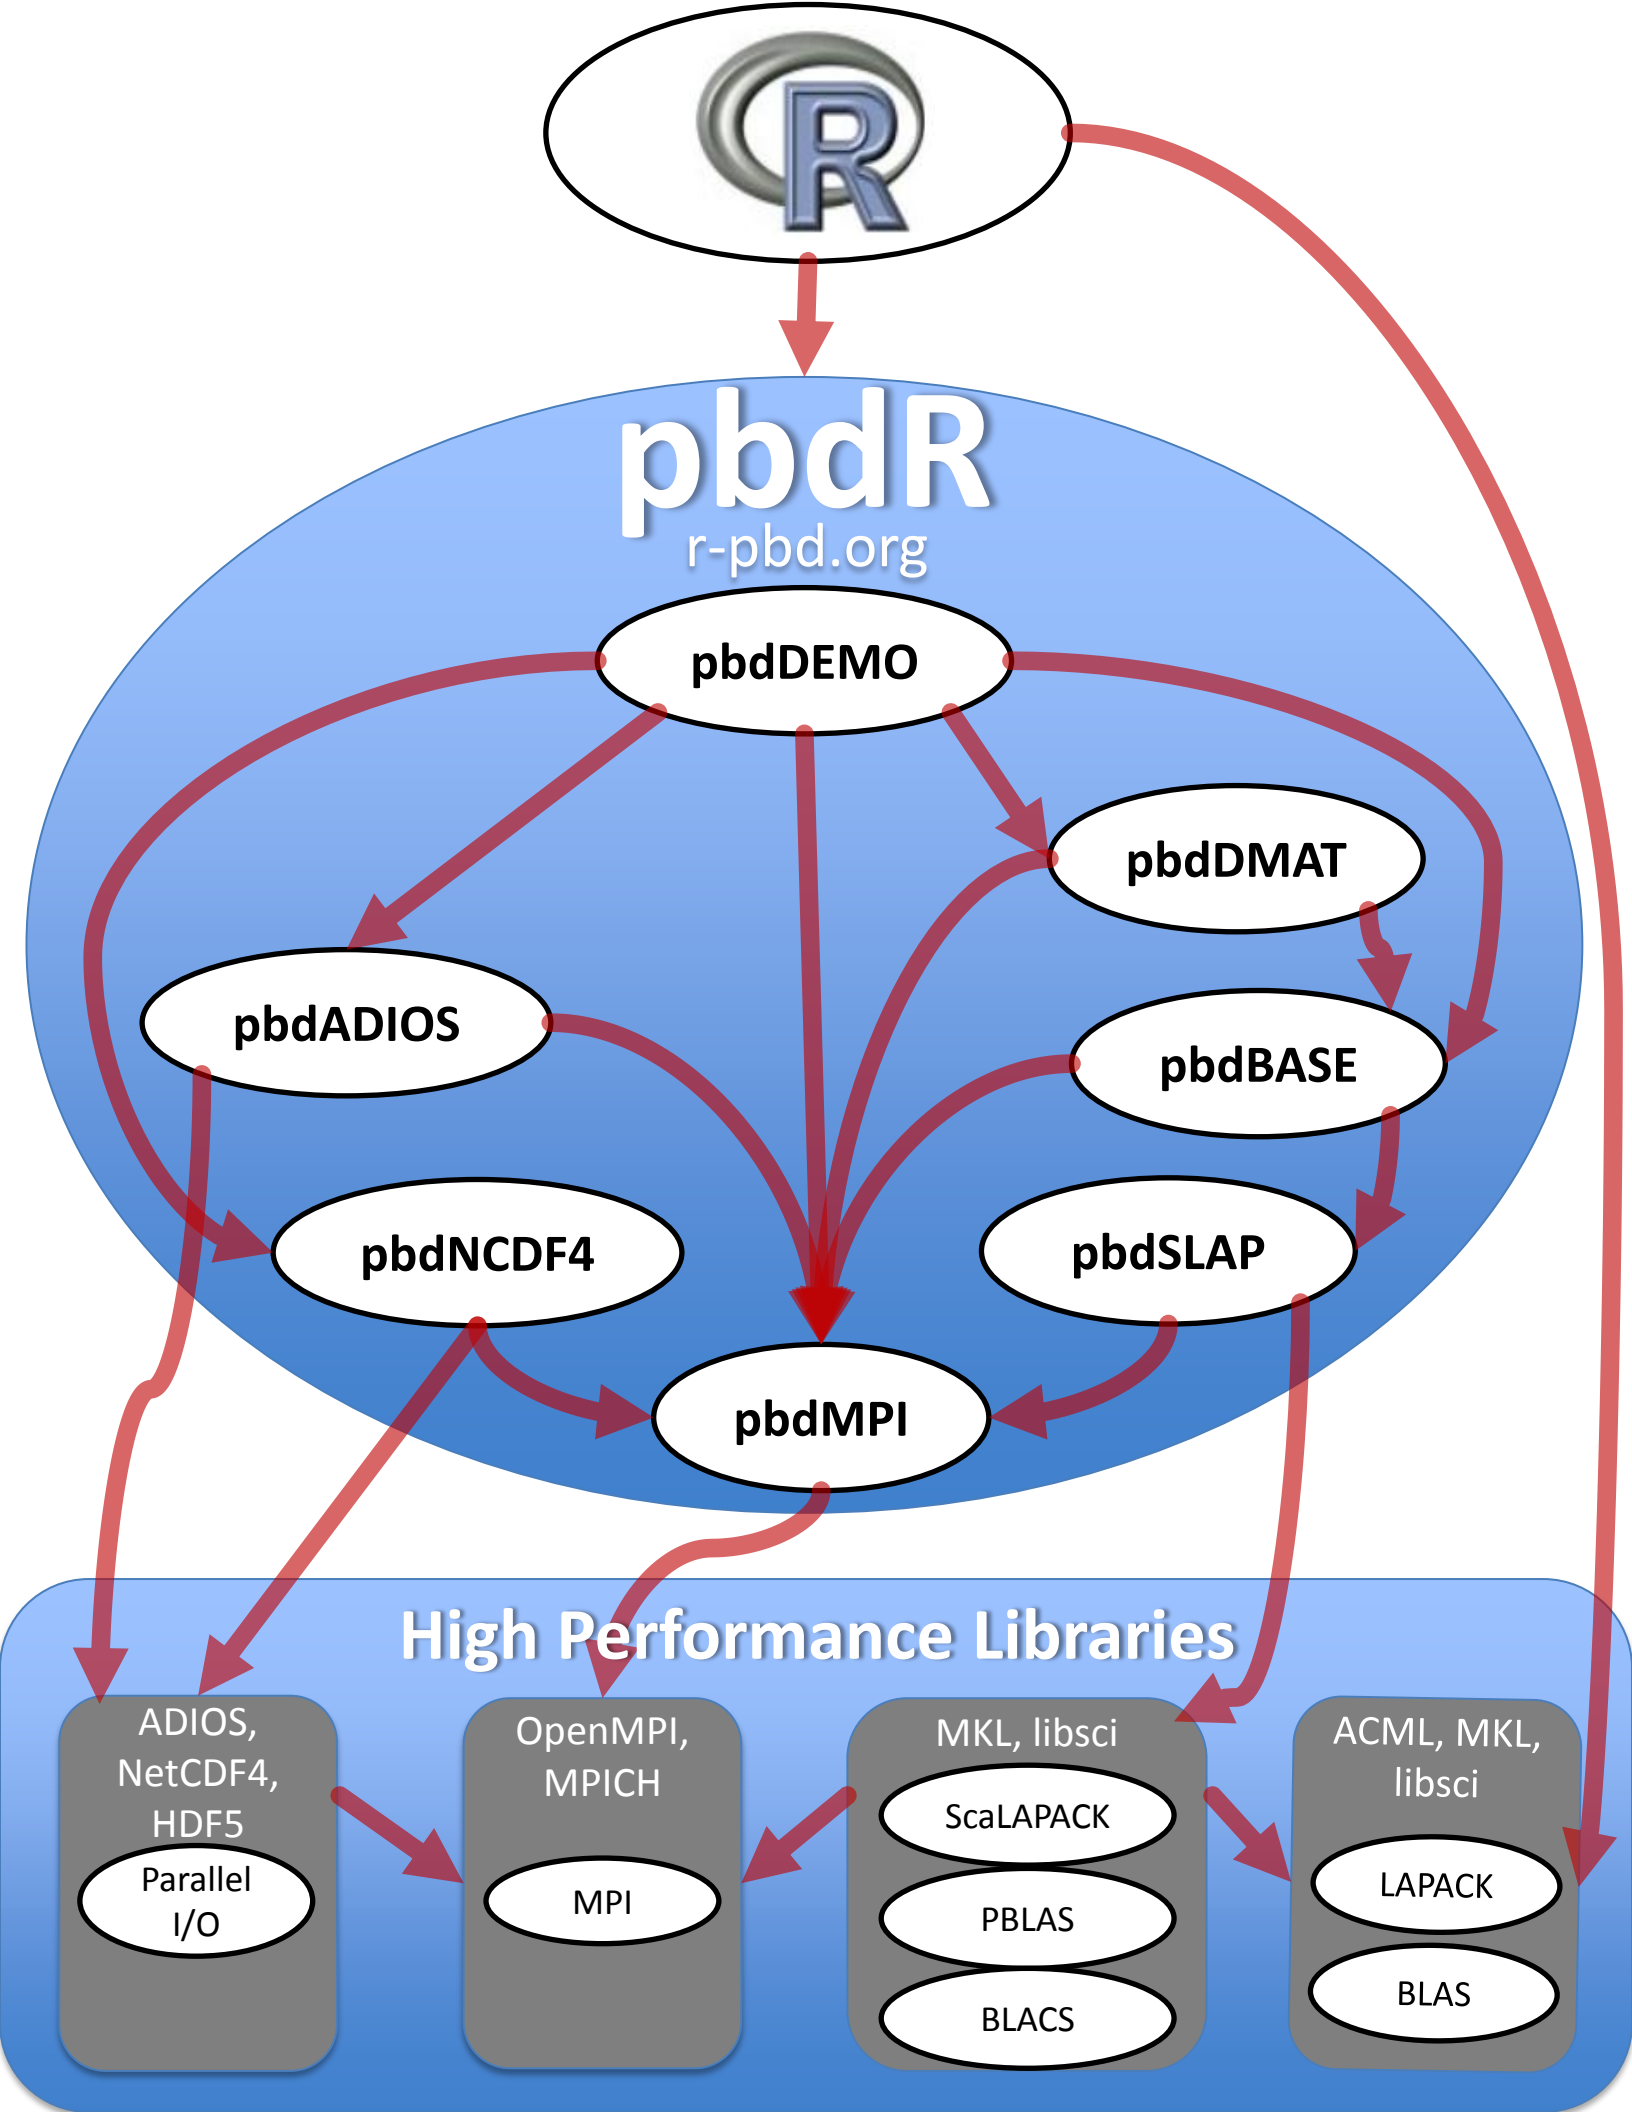 R
pbdR
r-pbd.org
pbdDEMO
pbdDMAT
pbdADIOS
pbdBASE
pbdNCDF4
pbdSLAP
pbdMPI
High Performance Libraries
ADIOS,
NetCDF4,
HDF5
Parallel
I/O
OpenMPI,
MPICH
MPI
MKL, libsci
ScaLAPACK
PBLAS
BLACS
ACML, MKL,
libsci
LAPACK
BLAS